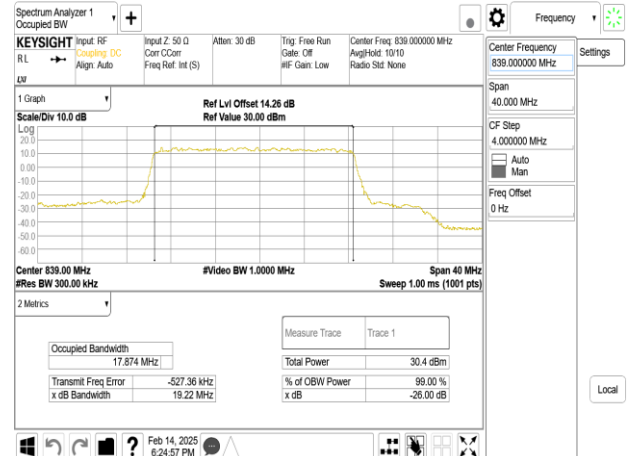 Spectrum Analyzer 1
Occupied BW
Frequency
KEYSIGHT
RL
LXI
Input: RF
Coupling: DC
Align: Auto
Input Z: 50 Ω
Corr CCorr
Freq Ref: Int (S)
Atten: 30 dB
Trig: Free Run
Gate: Off
#IF Gain: Low
Center Freq: 839.000000 MHz
Avg|Hold: 10/10
Radio Std: None
Center Frequency
839.000000 MHz
Settings
Span
40.000 MHz
CF Step
4.000000 MHz
Auto
Man
Freq Offset
0 Hz
1 Graph
Scale/Div 10.0 dB
Ref Lvl Offset 14.26 dB
Ref Value 30.00 dBm
Log
20.0
10.0
0.00
-10.0
-20.0
-30.0
-40.0
-50.0
-60.0
Center 839.00 MHz
#Video BW 1.0000 MHz
Span 40 MHz
#Res BW 300.00 kHz
Sweep 1.00 ms (1001 pts)
2 Metrics
Measure Trace
Trace 1
Occupied Bandwidth
17.874 MHz
Total Power
30.4 dBm
Transmit Freq Error
-527.36 kHz
% of OBW Power
99.00 %
x dB Bandwidth
19.22 MHz
x dB
-26.00 dB
Local
?
Feb 14, 2025
6:24:57 PM